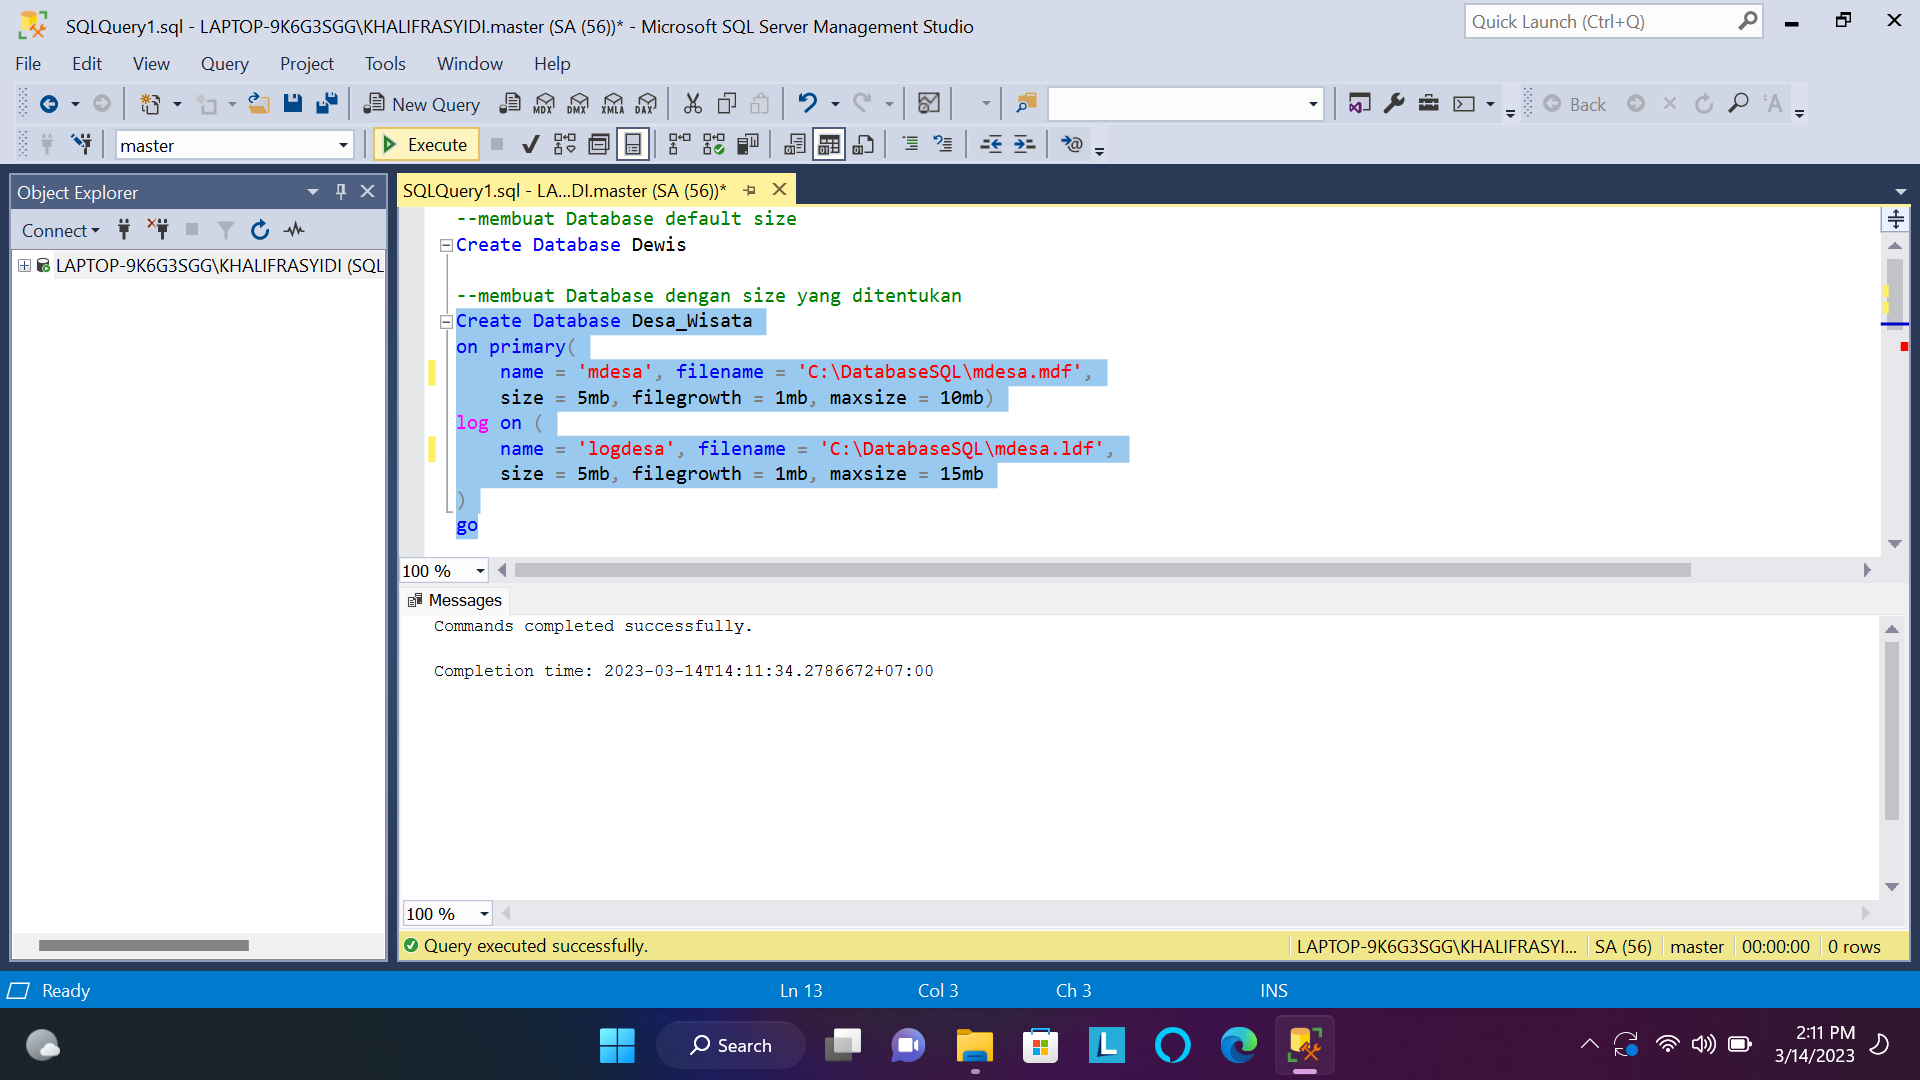 SQLQuery1.sql - LAPTOP-9K6G3SGG\KHALIFRASYIDI.master (SA (56))* - Microsoft SQL Server Management Studio
Quick Launch (Ctrl+Q)
File Edit View Query Project Tools Window Help
New Query MDX DMX XMLA DAX Back
master Execute
Object Explorer
SQLQuery1.sql - LA...DI.master (SA (56))*
Connect
LAPTOP-9K6G3SGG\KHALIFRASYIDI (SQL
--membuat Database default size
Create Database Dewis
--membuat Database dengan size yang ditentukan
Create Database Desa_Wisata
on primary(
name = 'mdesa', filename = 'C:\DatabaseSQL\mdesa.mdf',
size = 5mb, filegrowth = 1mb, maxsize = 10mb)
log on (
name = 'logdesa', filename = 'C:\DatabaseSQL\mdesa.ldf',
size = 5mb, filegrowth = 1mb, maxsize = 15mb
)
go
100 %
Messages
Commands completed successfully.
Completion time: 2023-03-14T14:11:34.2786672+07:00
100 %
Query executed successfully.
LAPTOP-9K6G3SGG\KHALIFRASYI... SA (56) master 00:00:00 0 rows
Ready Ln 13 Col 3 Ch 3 INS
Search
L
2:11 PM
3/14/2023